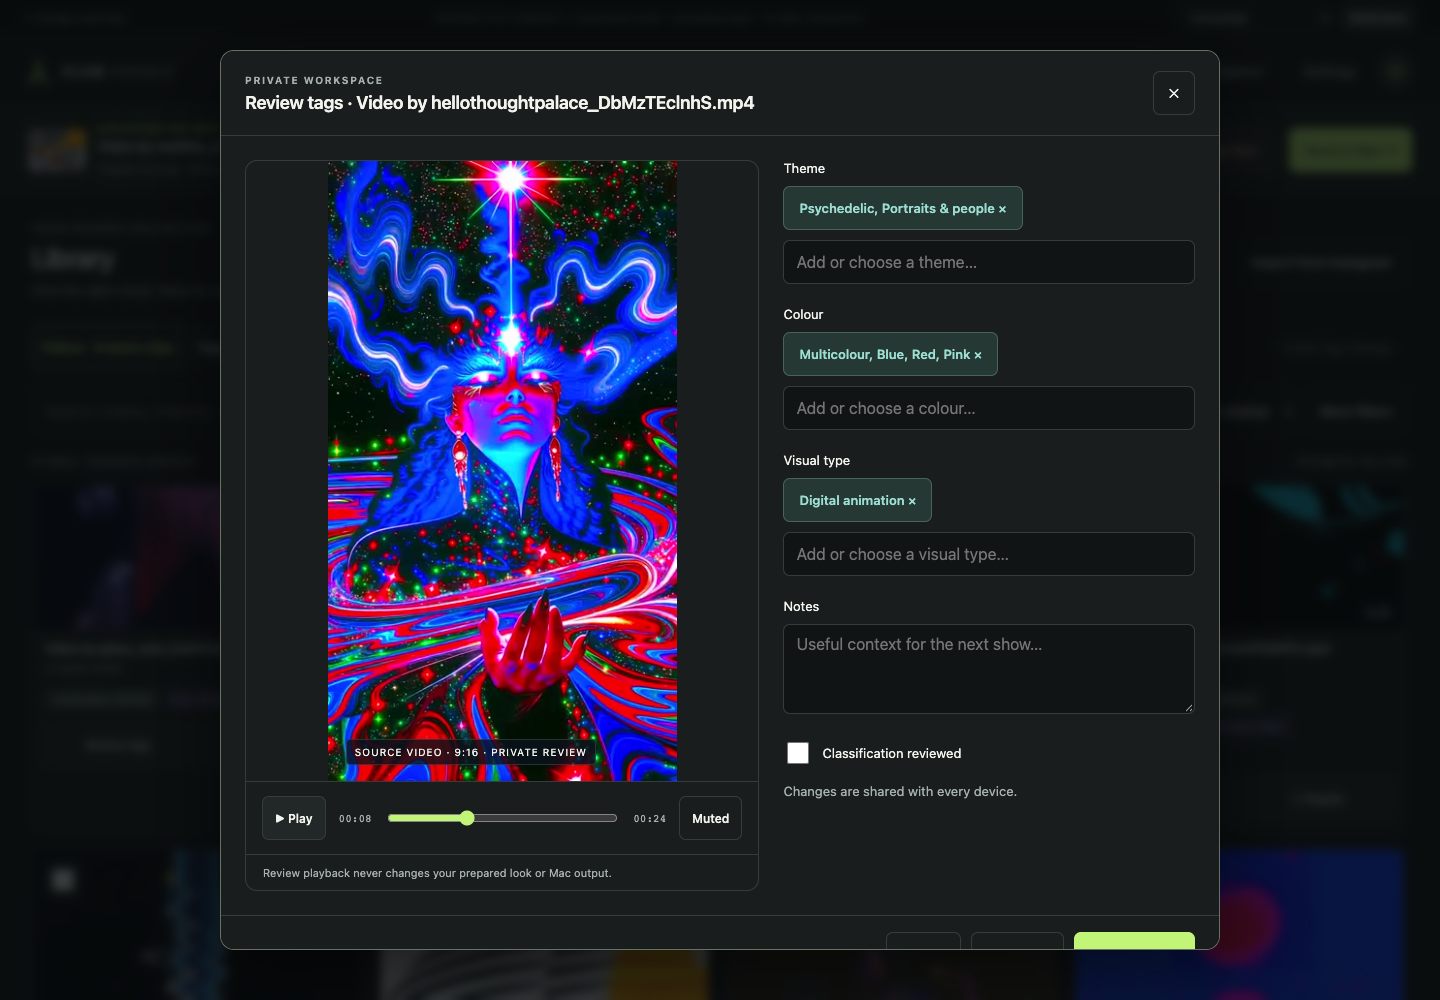 PRIVATE WORKSPACE
Review tags · Video by hellothoughtpalace_DbMzTEclnhS.mp4
×
Theme
Psychedelic, Portraits & people ×
Add or choose a theme...
Colour
Multicolour, Blue, Red, Pink ×
Add or choose a colour...
Visual type
Digital animation ×
Add or choose a visual type...
Notes
Useful context for the next show...
Classification reviewed
Changes are shared with every device.
SOURCE VIDEO · 9:16 · PRIVATE REVIEW
Play
00:08
00:24
Muted
Review playback never changes your prepared look or Mac output.
Library